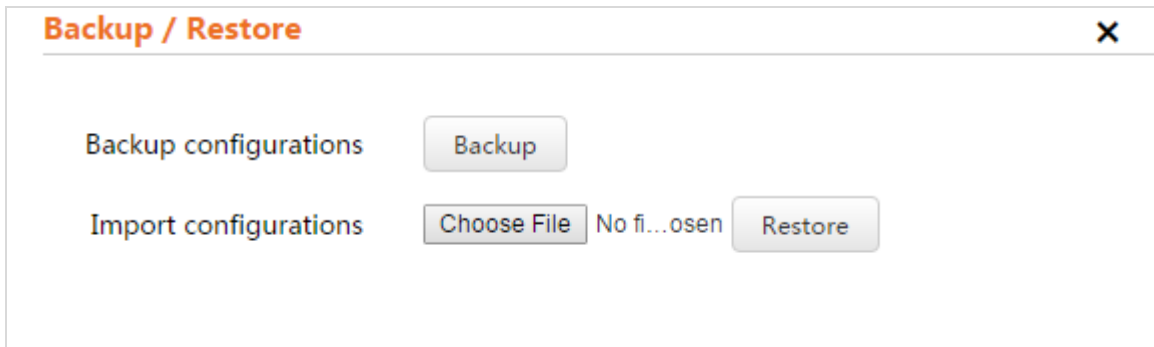 Backup / Restore ×
Backup configurations Backup
Import configurations Choose File No fi...osen Restore